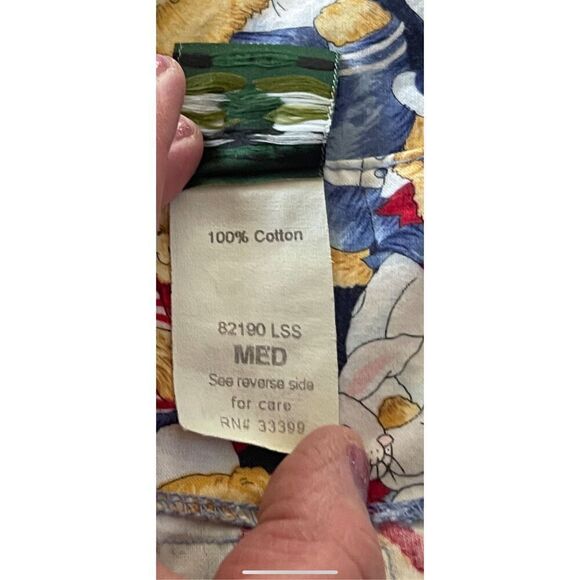 100% Cotton
82190 LSS
MED
See reverse side
for care
RN# 33399